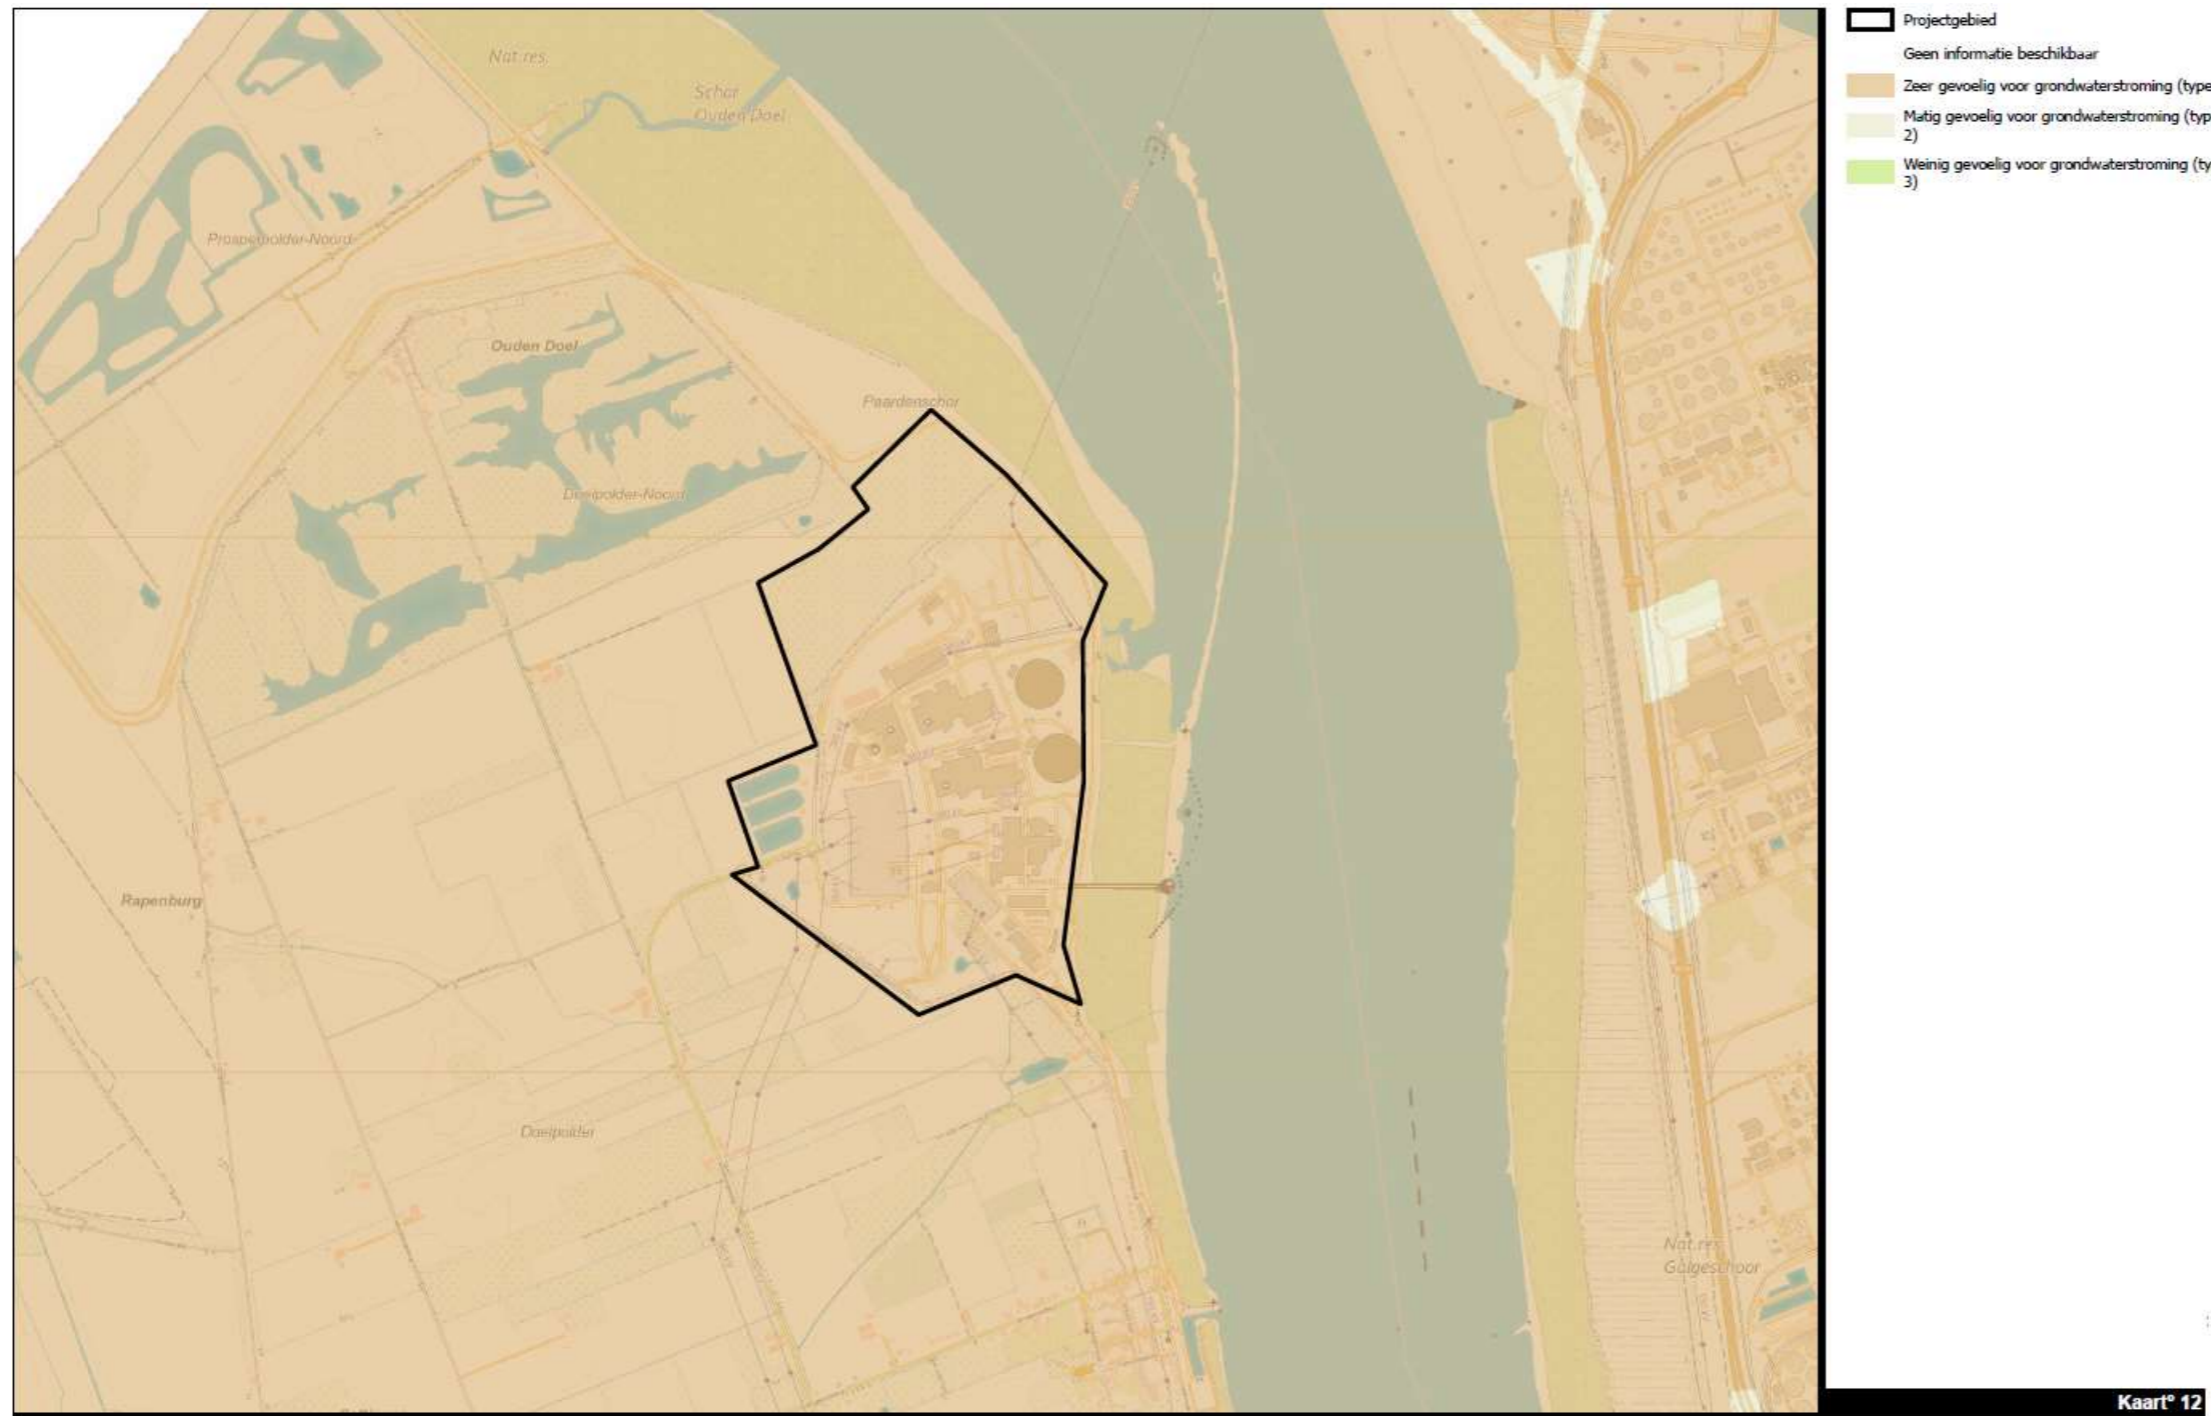 Projectgebied
Geen informatie beschikbaar
Zeer gevoelig voor grondwaterstroming (type
Matig gevoelig voor grondwaterstroming (typ
2)
Weinig gevoelig voor grondwaterstroming (ty
3)
Nat.res.
Schor
Ouden Doel
Prosperpolder-Noord
Ouden Doel
Paardenschor
Doelpolder-Noord
Rapenburg
Doelpolder
Nat.res.
Galgeschoor
Kaart° 12